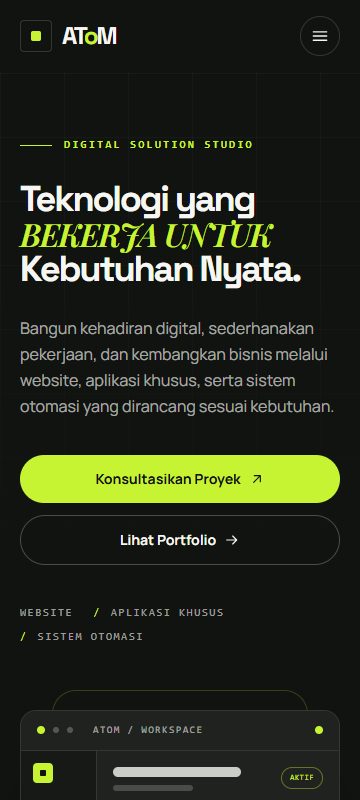 AToM
DIGITAL SOLUTION STUDIO
Teknologi yang
BEKERJA UNTUK
Kebutuhan Nyata.
Bangun kehadiran digital, sederhanakan
pekerjaan, dan kembangkan bisnis melalui
website, aplikasi khusus, serta sistem
otomasi yang dirancang sesuai kebutuhan.
Konsultasikan Proyek ↗
Lihat Portfolio →
WEBSITE / APLIKASI KHUSUS
/ SISTEM OTOMASI
ATOM / WORKSPACE
AKTIF